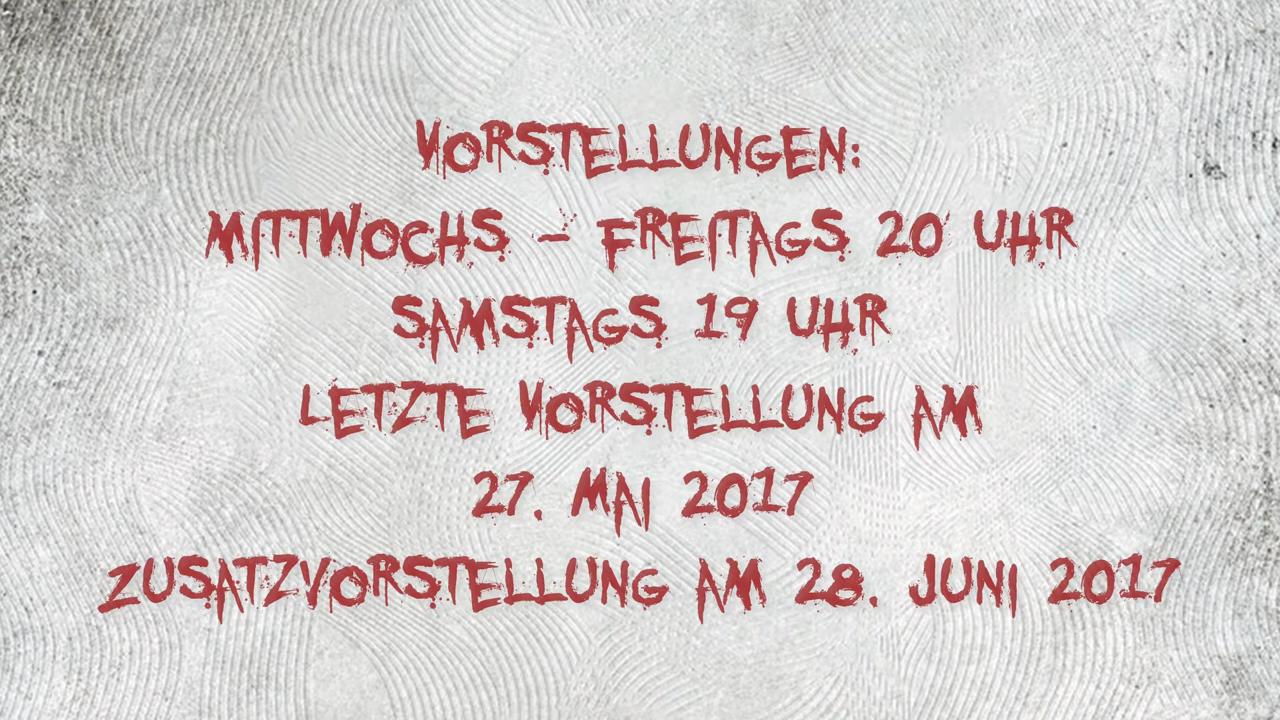 VORSTELLUNGEN:
MITTWOCHS - FREITAGS 20 UHR
SAMSTAGS 19 UHR
LETZTE VORSTELLUNG AM
27. MAI 2017
ZUSATZVORSTELLUNG AM 28. JUNI 2017